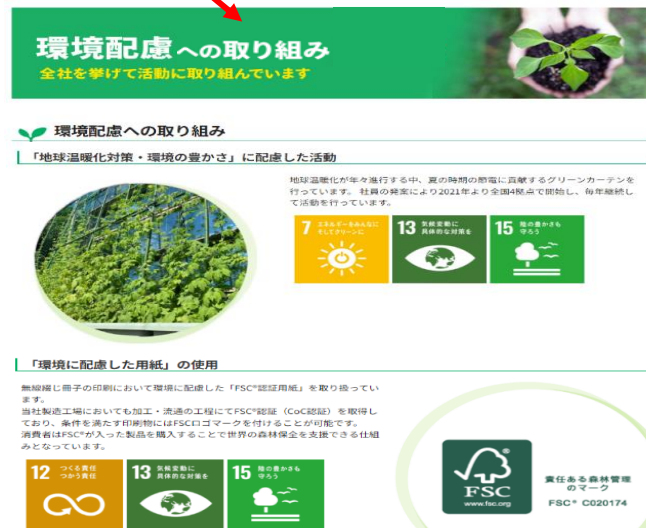 環境配慮への取り組み
全社を挙げて活動に取り組んでいます
環境配慮への取り組み
「地球温暖化対策・環境の豊かさ」に配慮した活動
地球温暖化が年々進行する中、夏の時期の節電に貢献するグリーンカーテンを
行っています。 社員の発案により2021年より全国4拠点で開始し、毎年継続し
て活動を行っています。
7 エネルギーをみんなに
そしてクリーンに
13 気候変動に
具体的な対策を
15 陸の豊かさも
守ろう
「環境に配慮した用紙」の使用
無線綴じ冊子の印刷において環境に配慮した「FSC®認証用紙」を取り扱ってい
ます。
当社製造工場においても加工・流通の工程にてFSC®認証（CoC認証）を取得し
ており、条件を満たす印刷物にはFSCロゴマークを付けることが可能です。
消費者はFSC®が入った製品を購入することで世界の森林保全を支援できる仕組
みとなっています。
12 つくる責任
つかう責任
13 気候変動に
具体的な対策を
15 陸の豊かさも
守ろう
FSC
www.fsc.org
責任ある森林管理
のマーク
FSC® C020174